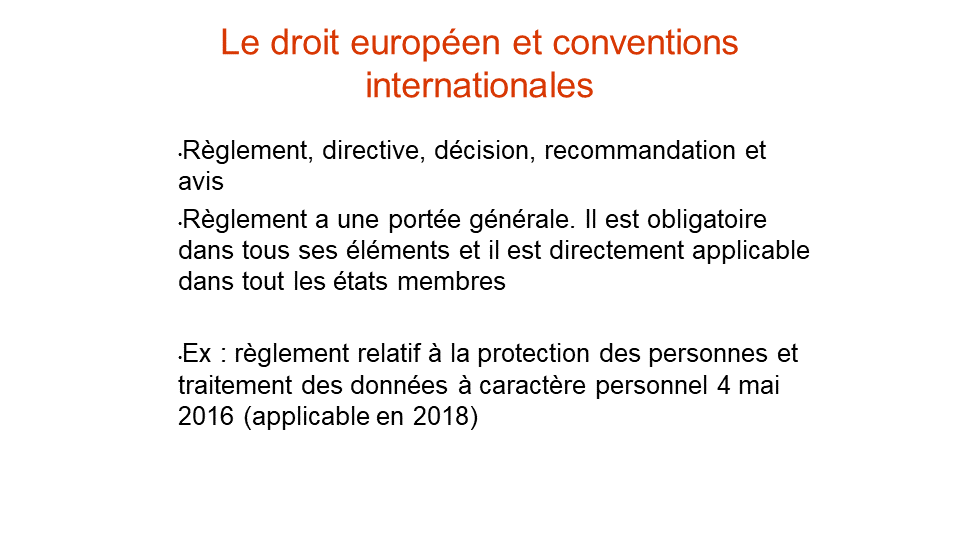 Le droit européen et conventions
internationales
•Règlement, directive, décision, recommandation et
avis
•Règlement a une portée générale. Il est obligatoire
dans tous ses éléments et il est directement applicable
dans tout les états membres
•Ex : règlement relatif à la protection des personnes et
traitement des données à caractère personnel 4 mai
2016 (applicable en 2018)